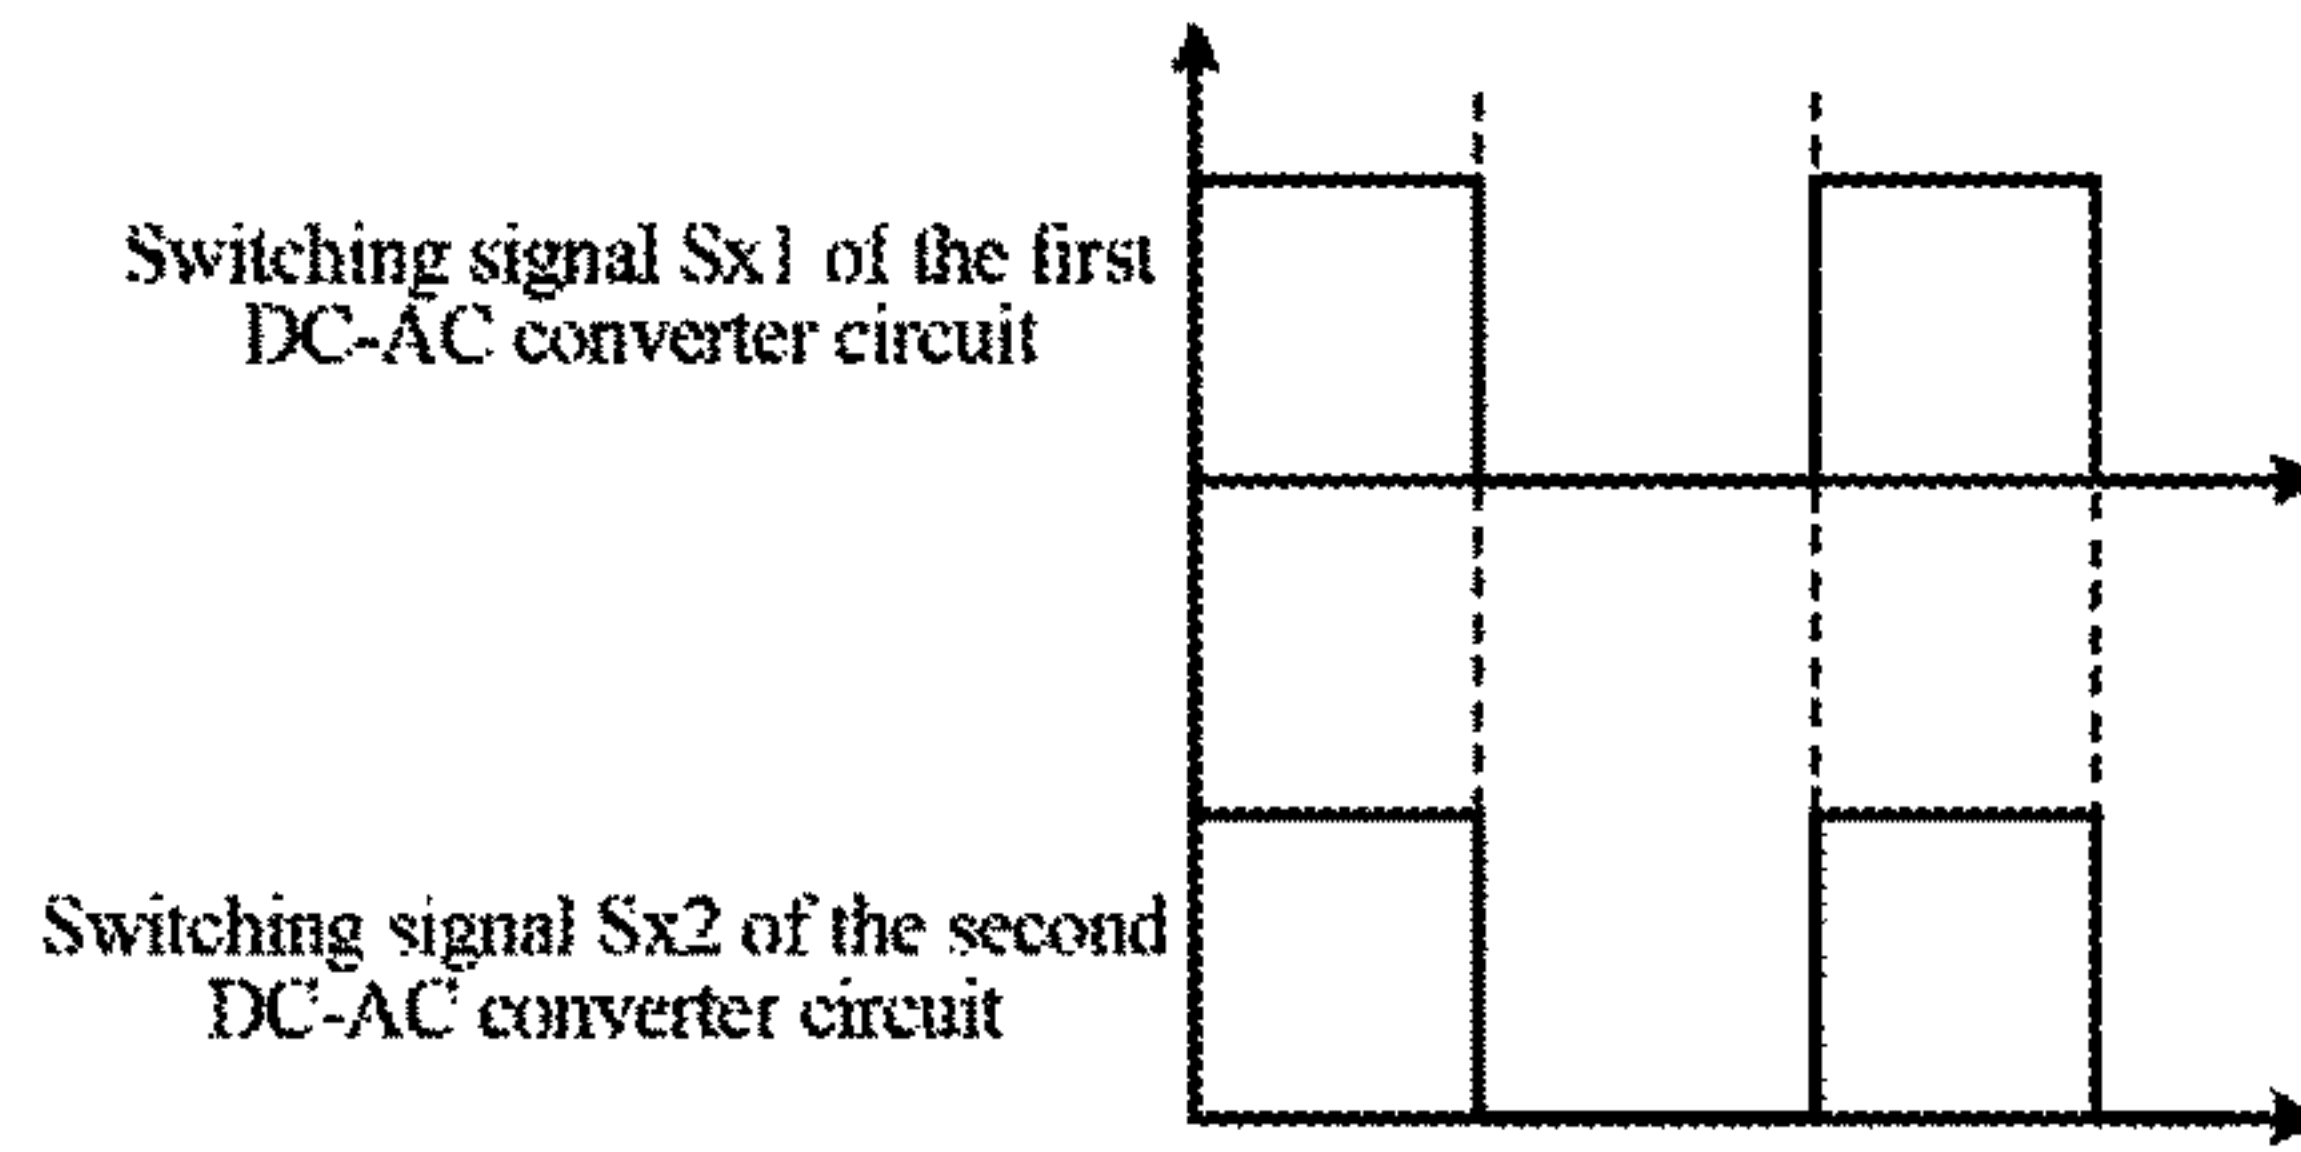 Switching signal Sx1 of the first
DC-AC converter circuit
Switching signal Sx2 of the second
DC-AC converter circuit